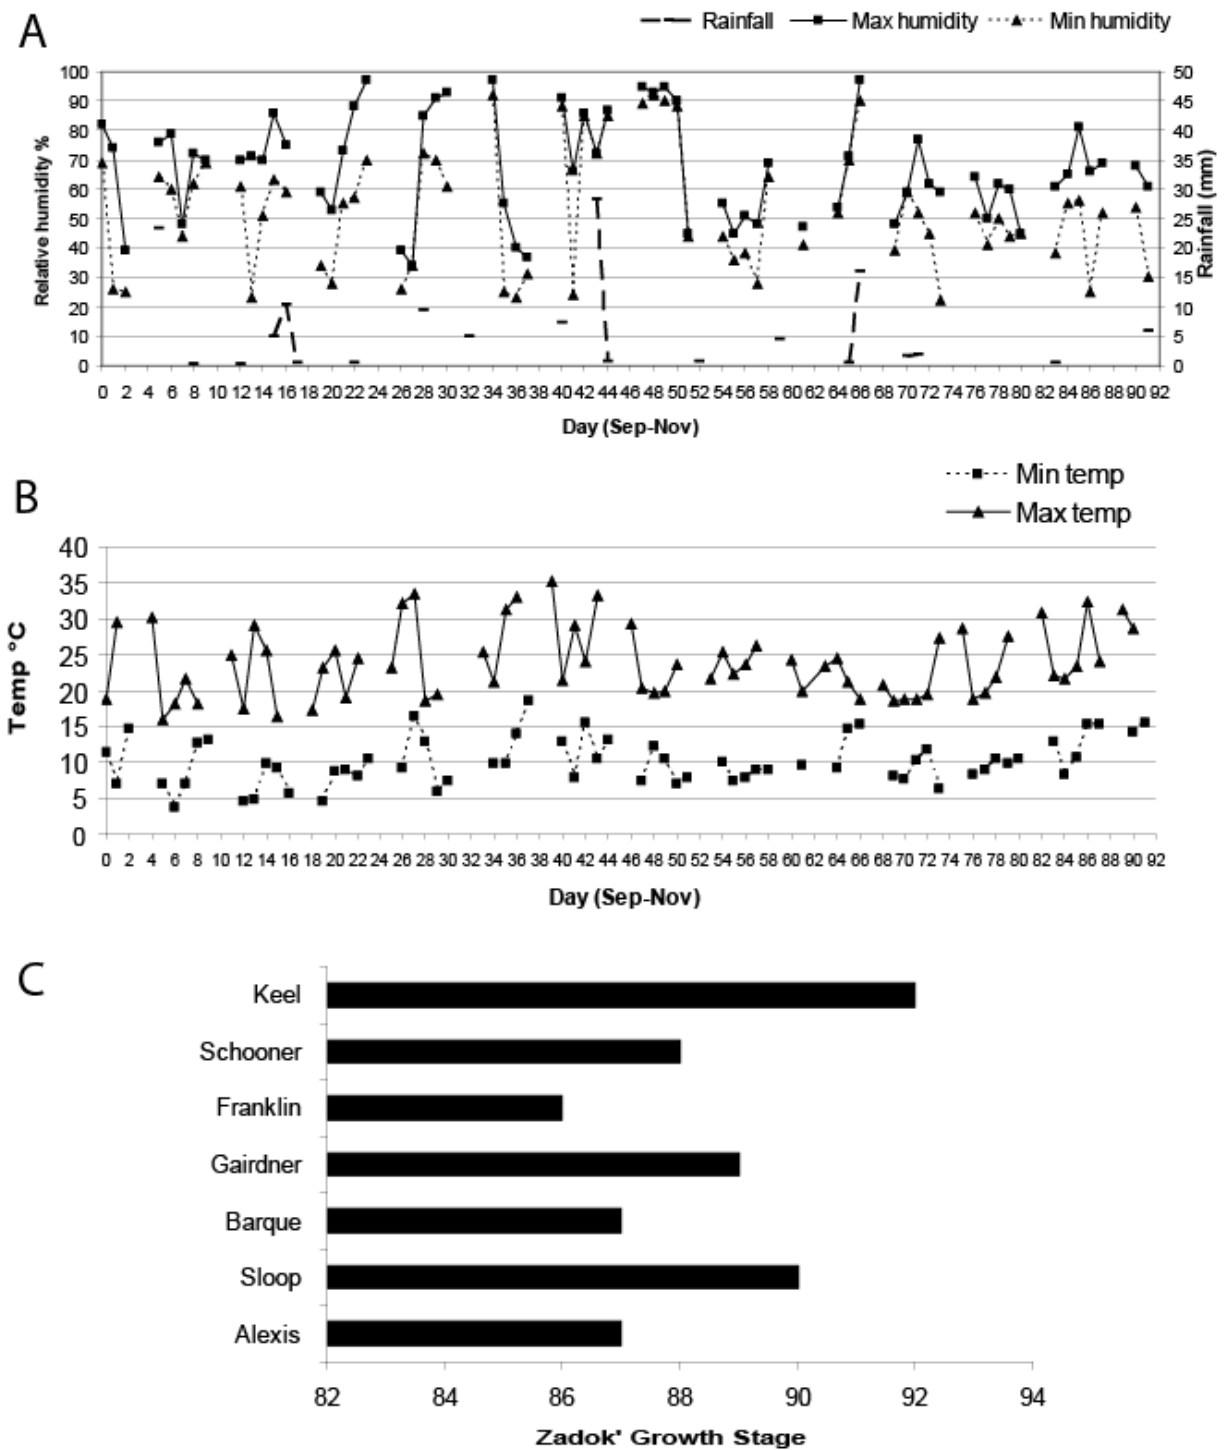 A
Rainfall Max humidity Min humidity
Relative humidity %
100
90
80
70
60
50
40
30
20
10
0
50
45
40
35
30
25
20
15
10
5
0
Rainfall (mm)
0 2 4 6 8 10 12 14 16 18 20 22 24 26 28 30 32 34 36 38 40 42 44 46 48 50 52 54 56 58 60 62 64 66 68 70 72 74 76 78 80 82 84 86 88 90 92
Day (Sep-Nov)
B
Min temp
Max temp
Temp °C
40
35
30
25
20
15
10
5
0
0 2 4 6 8 10 12 14 16 18 20 22 24 26 28 30 32 34 36 38 40 42 44 46 48 50 52 54 56 58 60 62 64 66 68 70 72 74 76 78 80 82 84 86 88 90 92
Day (Sep-Nov)
C
Keel
Schooner
Franklin
Gairdner
Barque
Sloop
Alexis
82 84 86 88 90 92 94
Zadok' Growth Stage